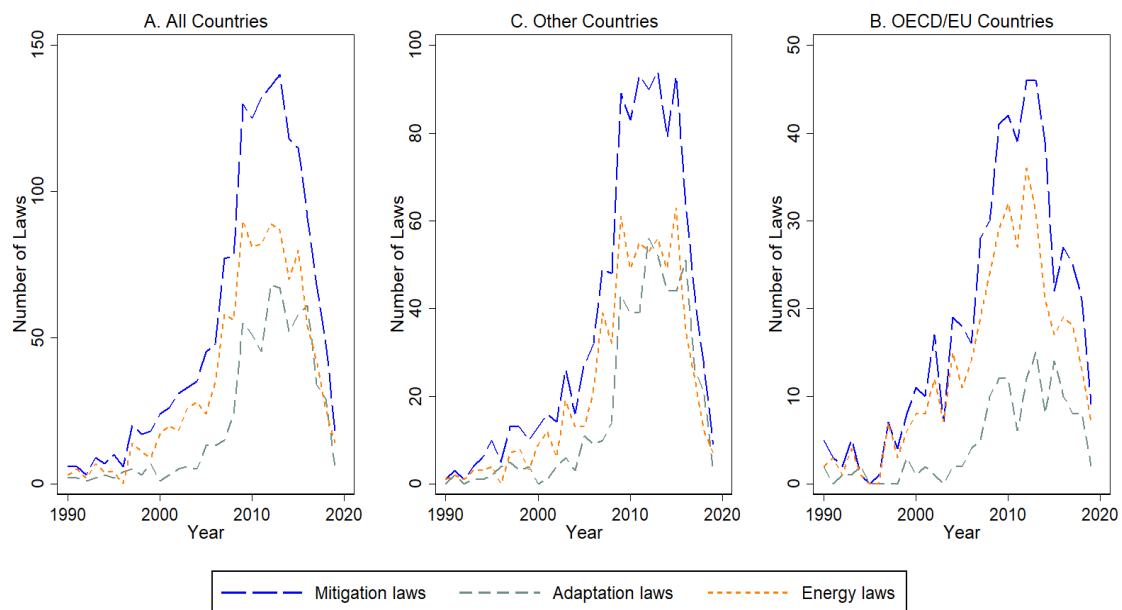 A. All Countries
Number of Laws
150
100
50
0
1990
2000
2010
2020
Year
C. Other Countries
Number of Laws
100
80
60
40
20
0
1990
2000
2010
2020
Year
B. OECD/EU Countries
Number of Laws
50
40
30
20
10
0
1990
2000
2010
2020
Year
Mitigation laws
Adaptation laws
Energy laws